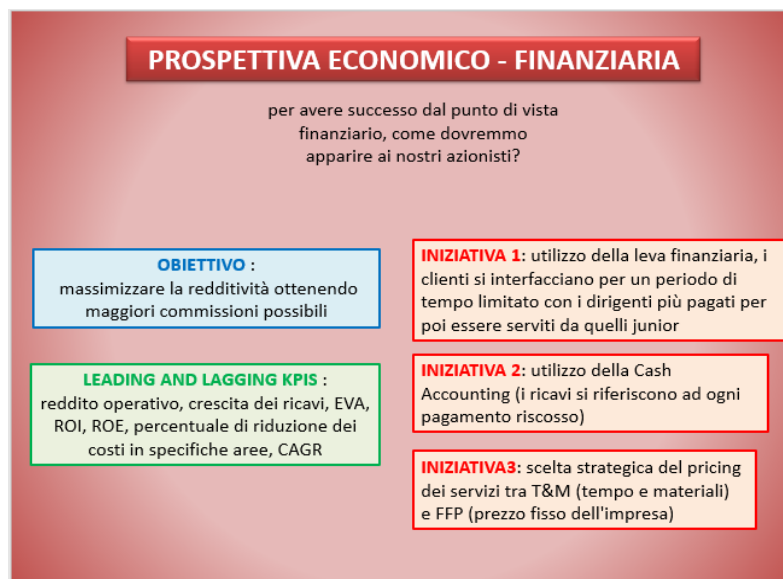 PROSPETTIVA ECONOMICO - FINANZIARIA
per avere successo dal punto di vista
finanziario, come dovremmo
apparire ai nostri azionisti?
OBIETTIVO :
massimizzare la redditività ottenendo
maggiori commissioni possibili
LEADING AND LAGGING KPIS :
reddito operativo, crescita dei ricavi, EVA,
ROI, ROE, percentuale di riduzione dei
costi in specifiche aree, CAGR
INIZIATIVA 1: utilizzo della leva finanziaria, i
clienti si interfacciano per un periodo di
tempo limitato con i dirigenti più pagati per
poi essere serviti da quelli junior
INIZIATIVA 2: utilizzo della Cash
Accounting (i ricavi si riferiscono ad ogni
pagamento riscosso)
INIZIATIVA3: scelta strategica del pricing
dei servizi tra T&M (tempo e materiali)
e FFP (prezzo fisso dell'impresa)